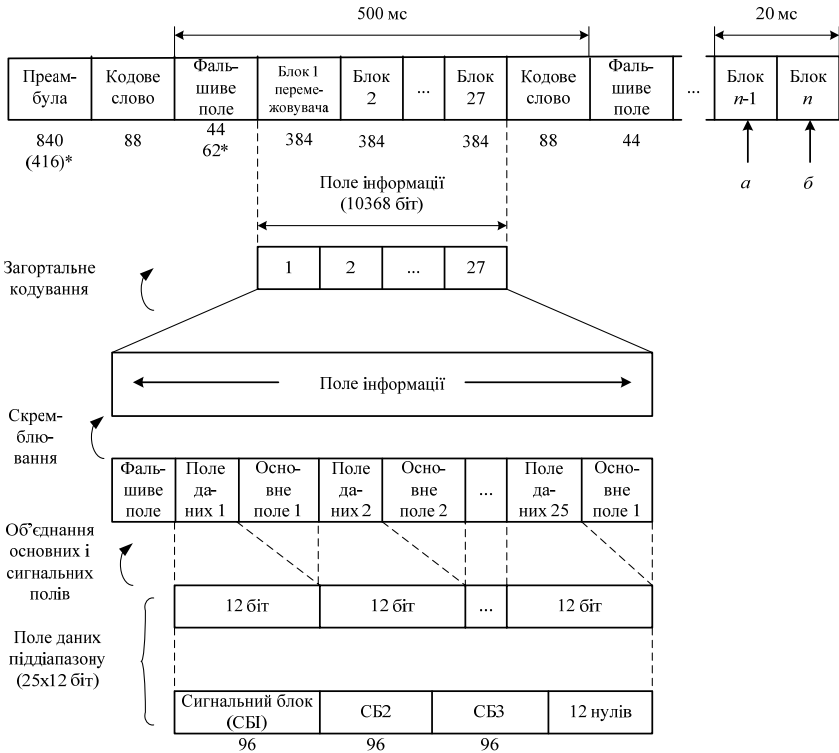 500 мс
20 мс
Преам-
була
Кодове
слово
Фаль-
шиве
поле
Блок 1
переме-
жовувача
Блок
2
...
Блок
27
Кодове
слово
Фаль-
шиве
поле
...
Блок
n-1
Блок
n
840
(416)*
88
44
62*
384
384
384
88
44
а
б
Поле інформації
(10368 біт)
Загортальне
кодування
1
2
...
27
Поле інформації
Скрем-
блю-
вання
Фаль-
шиве
поле
Поле
да-
них 1
Осно-
вне
поле 1
Поле
да-
них 2
Осно-
вне
поле 2
...
Поле
да-
них 25
Осно-
вне
поле 1
Об’єднання
основних і
сигнальних
полів
12 біт
12 біт
...
12 біт
Поле даних
піддіапазону
(25x12 біт)
Сигнальний блок
(СБІ)
СБ2
СБ3
12 нулів
96
96
96